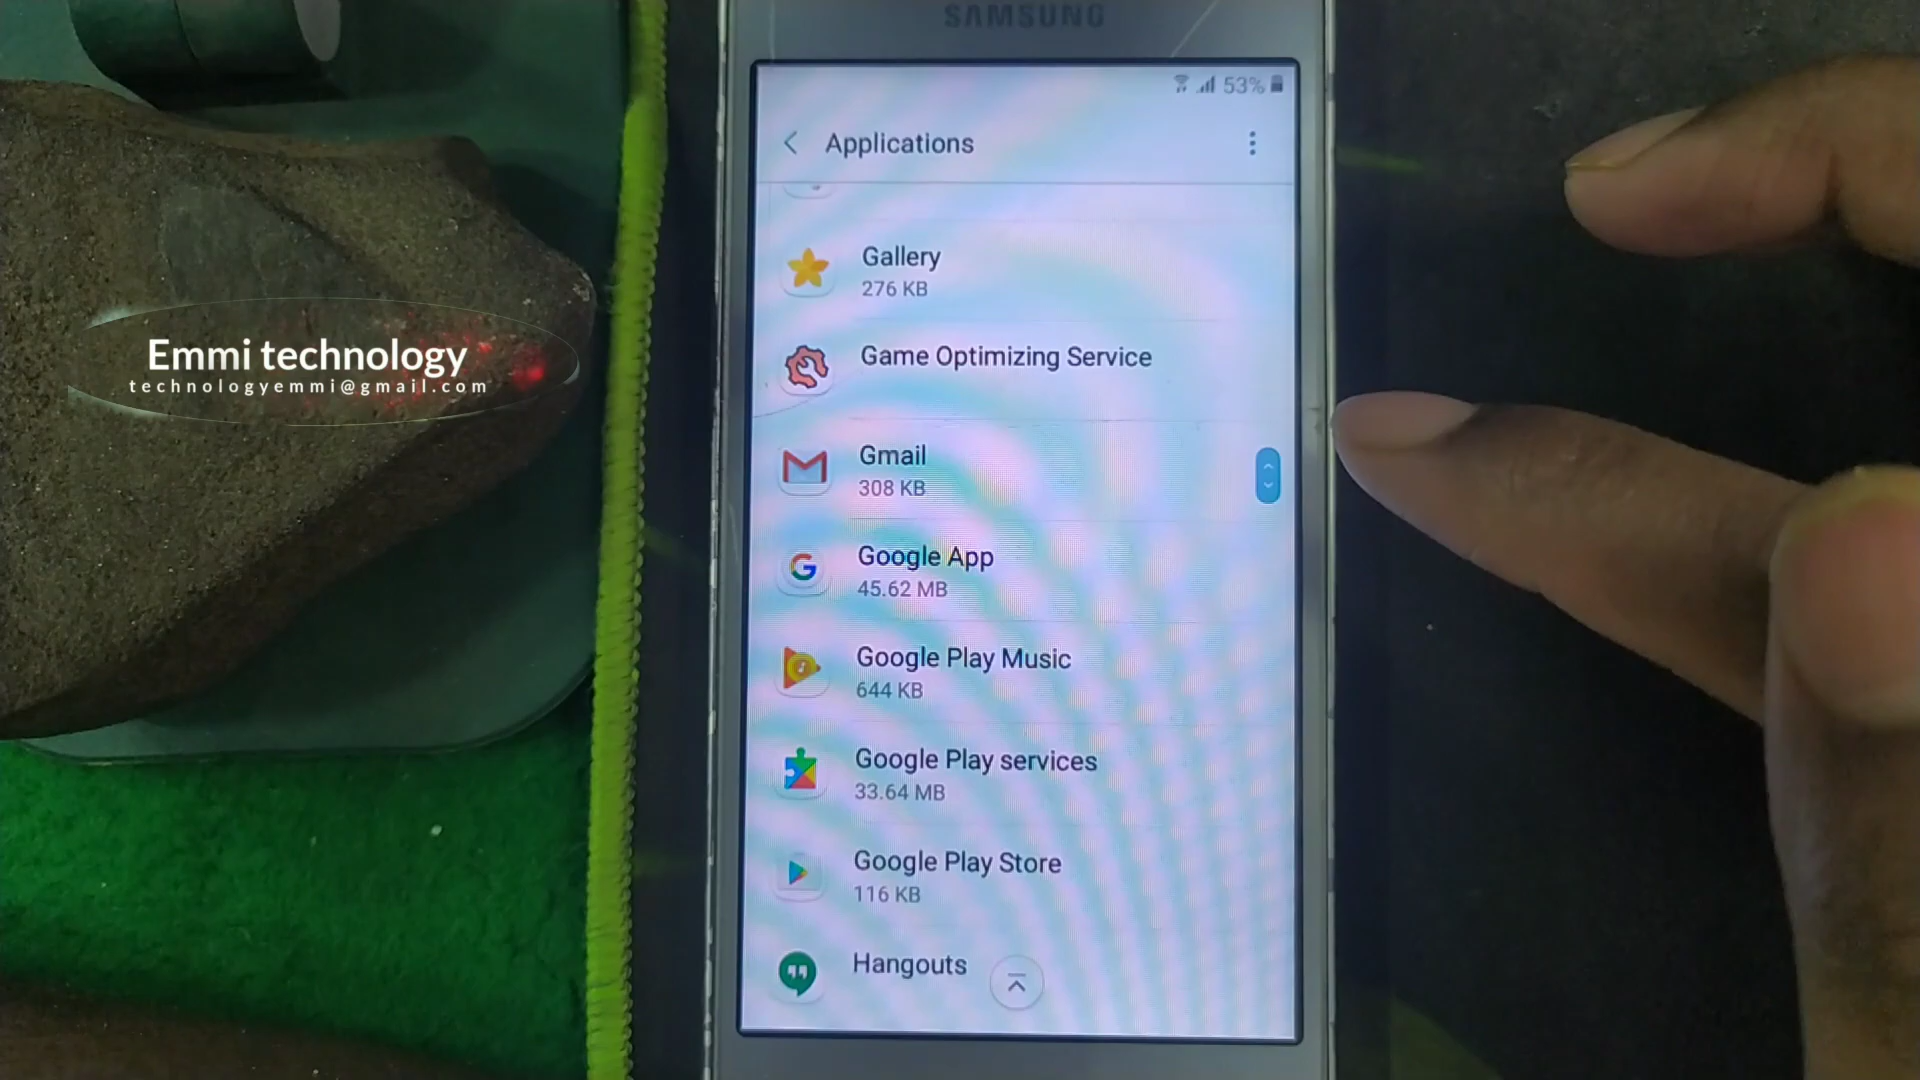 SAMSUNG
53%
Applications
Gallery
276 KB
Game Optimizing Service
Gmail
308 KB
Google App
45.62 MB
Google Play Music
644 KB
Google Play services
33.64 MB
Google Play Store
116 KB
Hangouts
Emmi technology
technologyemmi@gmail.com